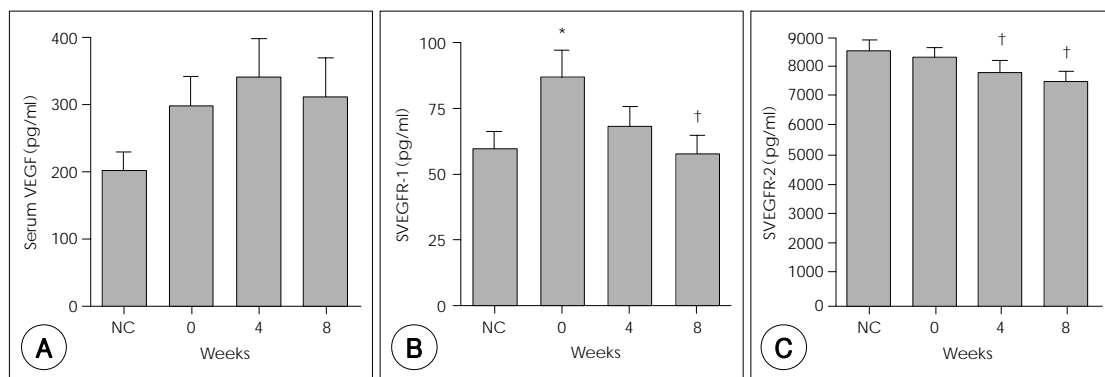 Serum VEGF (pg/ml)
400
300
200
100
0
NC 0 4 8
Weeks
A
SVEGFR-1 (pg/ml)
100
75
50
25
0
*
†
NC 0 4 8
Weeks
B
SVEGFR-2 (pg/ml)
9000
8000
7000
6000
5000
4000
3000
2000
1000
0
† †
NC 0 4 8
Weeks
C